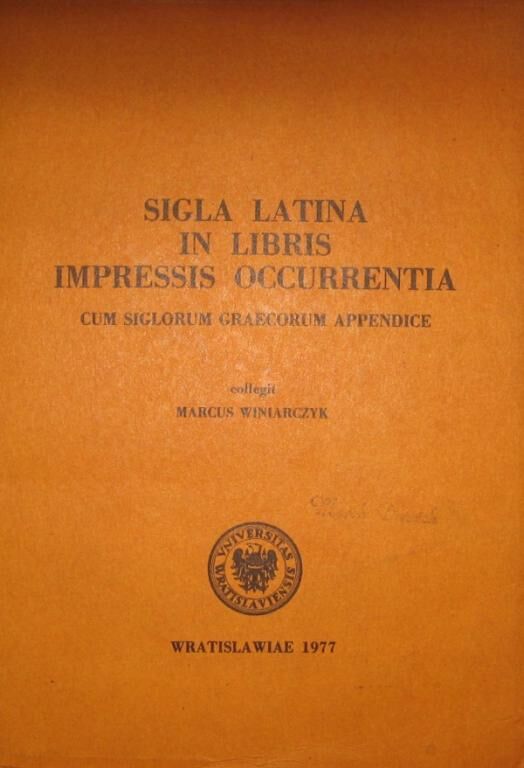 SIGLA LATINA
IN LIBRIS
IMPRESSIS OCCURRENTIA
CUM SIGLORUM GRAECORUM APPENDICE
collegit
MARCUS WINIARCZYK
VNIVERSITAS
WRATISLAVIENSIS
WRATISLAWIAE 1977